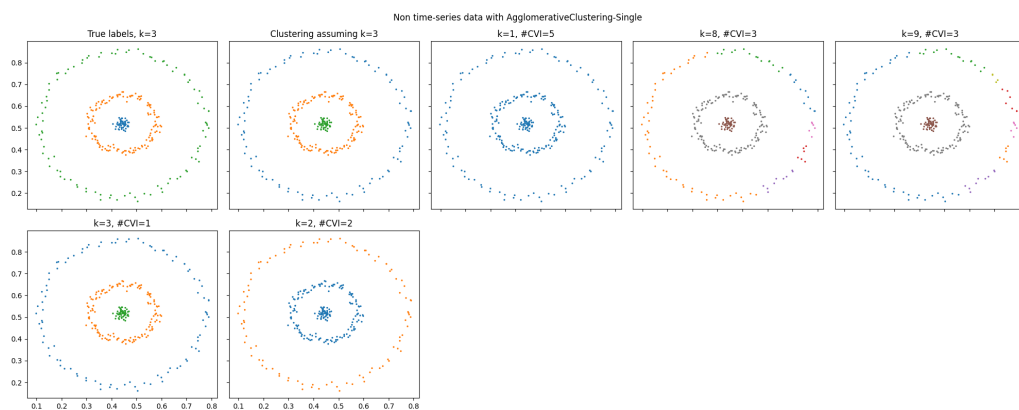 Non time-series data with AgglomerativeClustering-Single
True labels, k=3
Clustering assuming k=3
k=1, #CVI=5
k=8, #CVI=3
k=9, #CVI=3
0.8
0.7
0.6
0.5
0.4
0.3
0.2
k=3, #CVI=1
k=2, #CVI=2
0.8
0.7
0.6
0.5
0.4
0.3
0.2
0.1 0.2 0.3 0.4 0.5 0.6 0.7 0.8
0.1 0.2 0.3 0.4 0.5 0.6 0.7 0.8